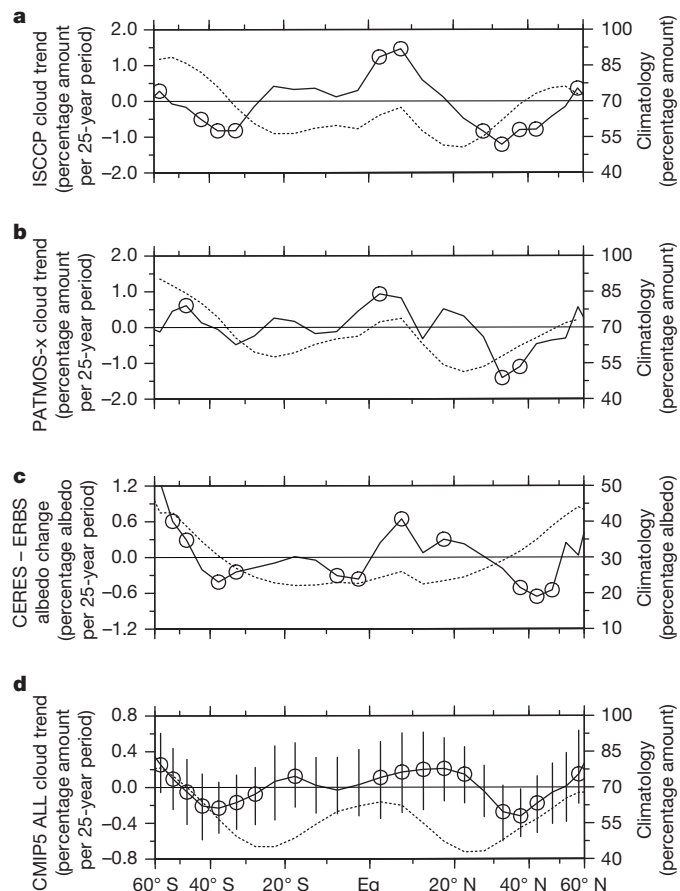 a
ISCCP cloud trend
(percentage amount
per 25-year period)
2.0
1.0
0.0
−1.0
−2.0
100
85
70
55
40
Climatology
(percentage amount)
b
PATMOS-x cloud trend
(percentage amount
per 25-year period)
2.0
1.0
0.0
−1.0
−2.0
100
85
70
55
40
Climatology
(percentage amount)
c
CERES – ERBS
albedo change
(percentage albedo
per 25-year period)
1.2
0.6
0.0
−0.6
−1.2
50
40
30
20
10
Climatology
(percentage albedo)
d
CMIP5 ALL cloud trend
(percentage amount
per 25-year period)
0.8
0.4
0.0
−0.4
−0.8
100
85
70
55
40
Climatology
(percentage amount)
60° S 40° S 20° S Eq 20° N 40° N 60° N